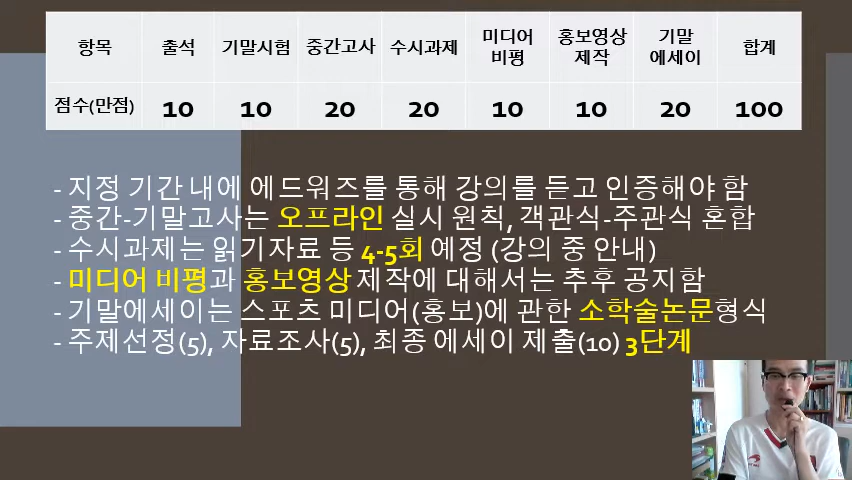 항목 출석 기말시험 중간고사 수시과제 미디어 비평 홍보영상 제작 기말 에세이 합계
점수(만점) 10 10 20 20 10 10 20 100
- 지정 기간 내에 에드워즈를 통해 강의를 듣고 인증해야 함
- 중간-기말고사는 오프라인 실시 원칙, 객관식-주관식 혼합
- 수시과제는 읽기자료 등 4-5회 예정 (강의 중 안내)
- 미디어 비평과 홍보영상 제작에 대해서는 추후 공지함
- 기말에세이는 스포츠 미디어(홍보)에 관한 소학술논문형식
- 주제선정(5), 자료조사(5), 최종 에세이 제출(10) 3단계